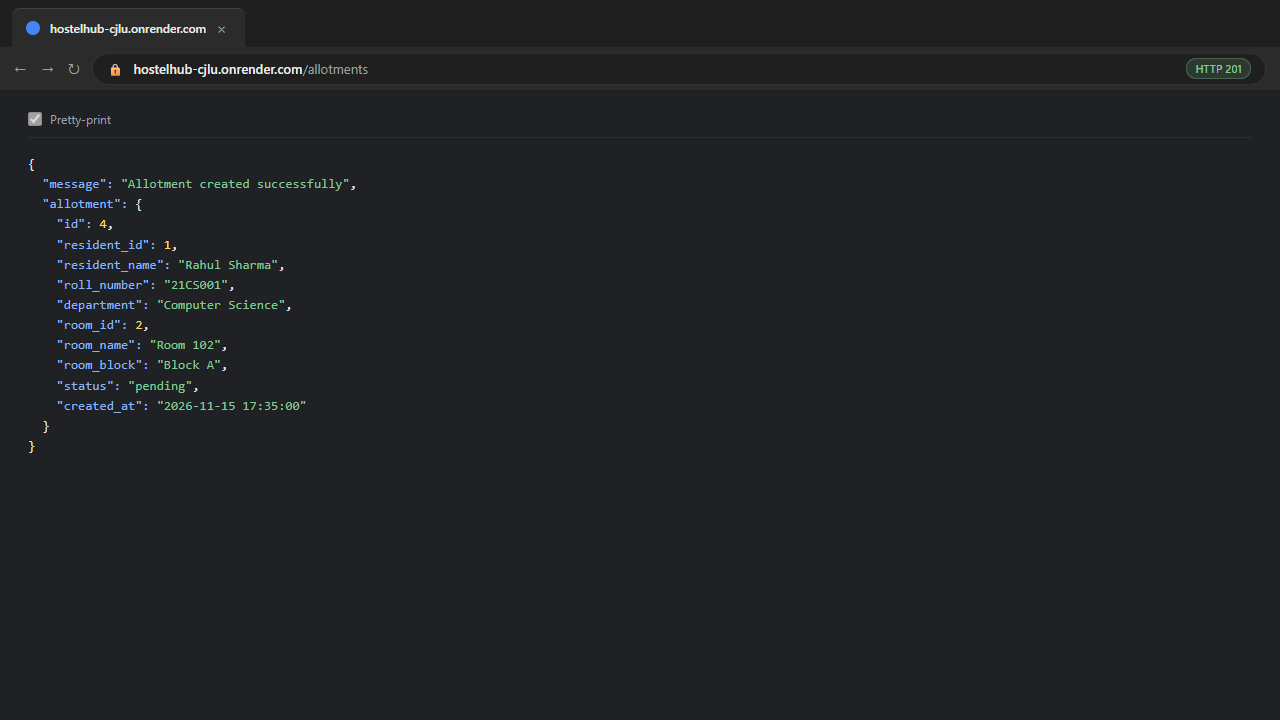 hostelhub-cjlu.onrender.com ×
← → ↻ hostelhub-cjlu.onrender.com/allotments HTTP 201
Pretty-print
{
  "message": "Allotment created successfully",
  "allotment": {
    "id": 4,
    "resident_id": 1,
    "resident_name": "Rahul Sharma",
    "roll_number": "21CS001",
    "department": "Computer Science",
    "room_id": 2,
    "room_name": "Room 102",
    "room_block": "Block A",
    "status": "pending",
    "created_at": "2026-11-15 17:35:00"
  }
}